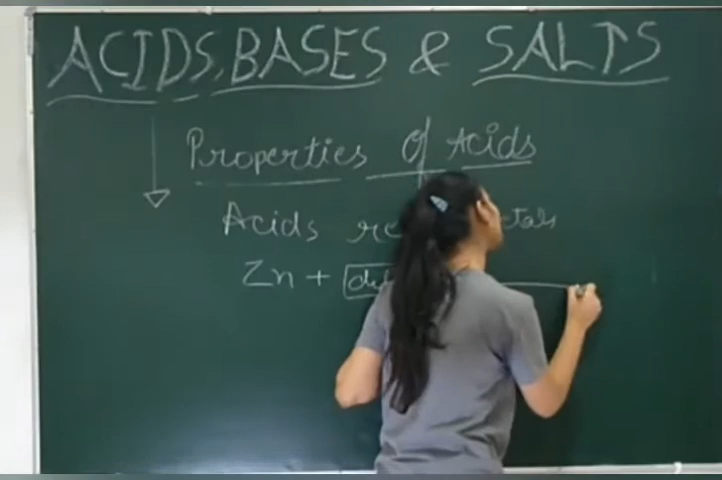 ACIDS, BASES & SALTS
Properties of Acids
Acids
Zn +